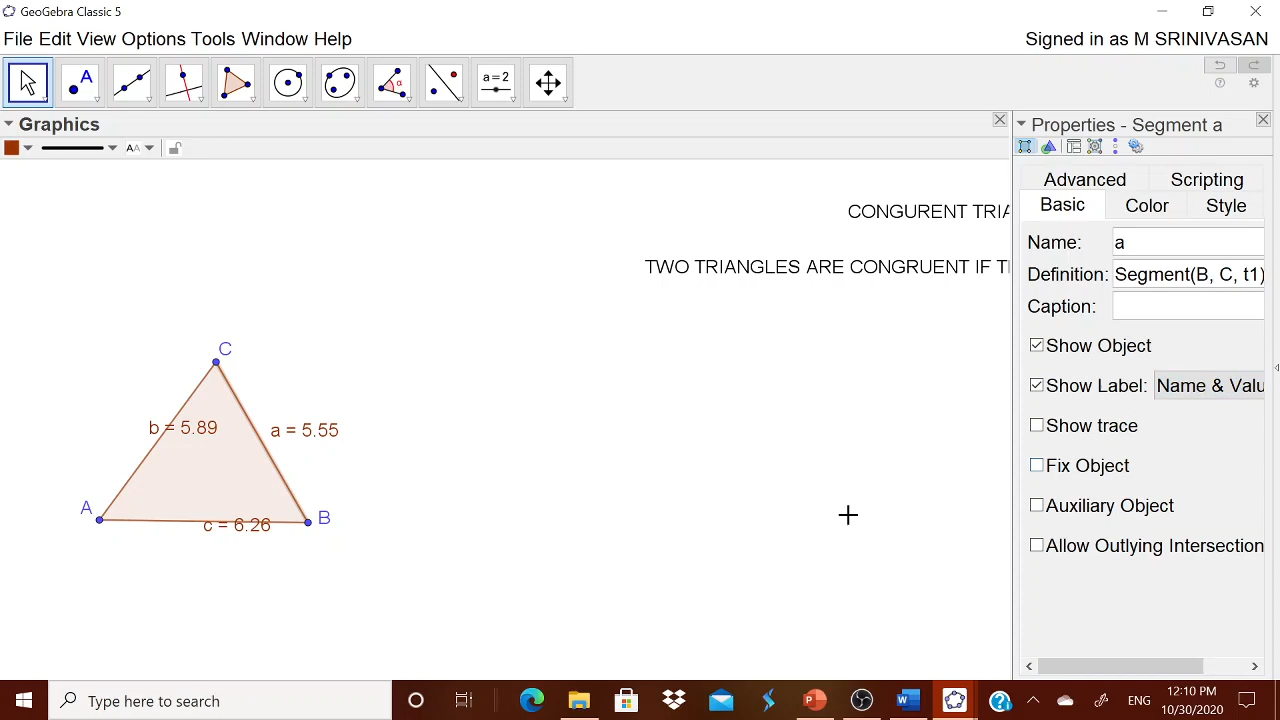 GeoGebra Classic 5
File Edit View Options Tools Window Help
Signed in as M SRINIVASAN
A
α
a=2
Graphics
AA
Properties - Segment a
Advanced Scripting
Basic Color Style
Name: a
Definition: Segment(B, C, t1)
Caption:
Show Object
Show Label: Name & Valu
Show trace
Fix Object
Auxiliary Object
Allow Outlying Intersection
CONGURENT TRIA
TWO TRIANGLES ARE CONGRUENT IF T
C
b = 5.89
a = 5.55
A
B
c = 6.26
Type here to search
ENG
12:10 PM
10/30/2020